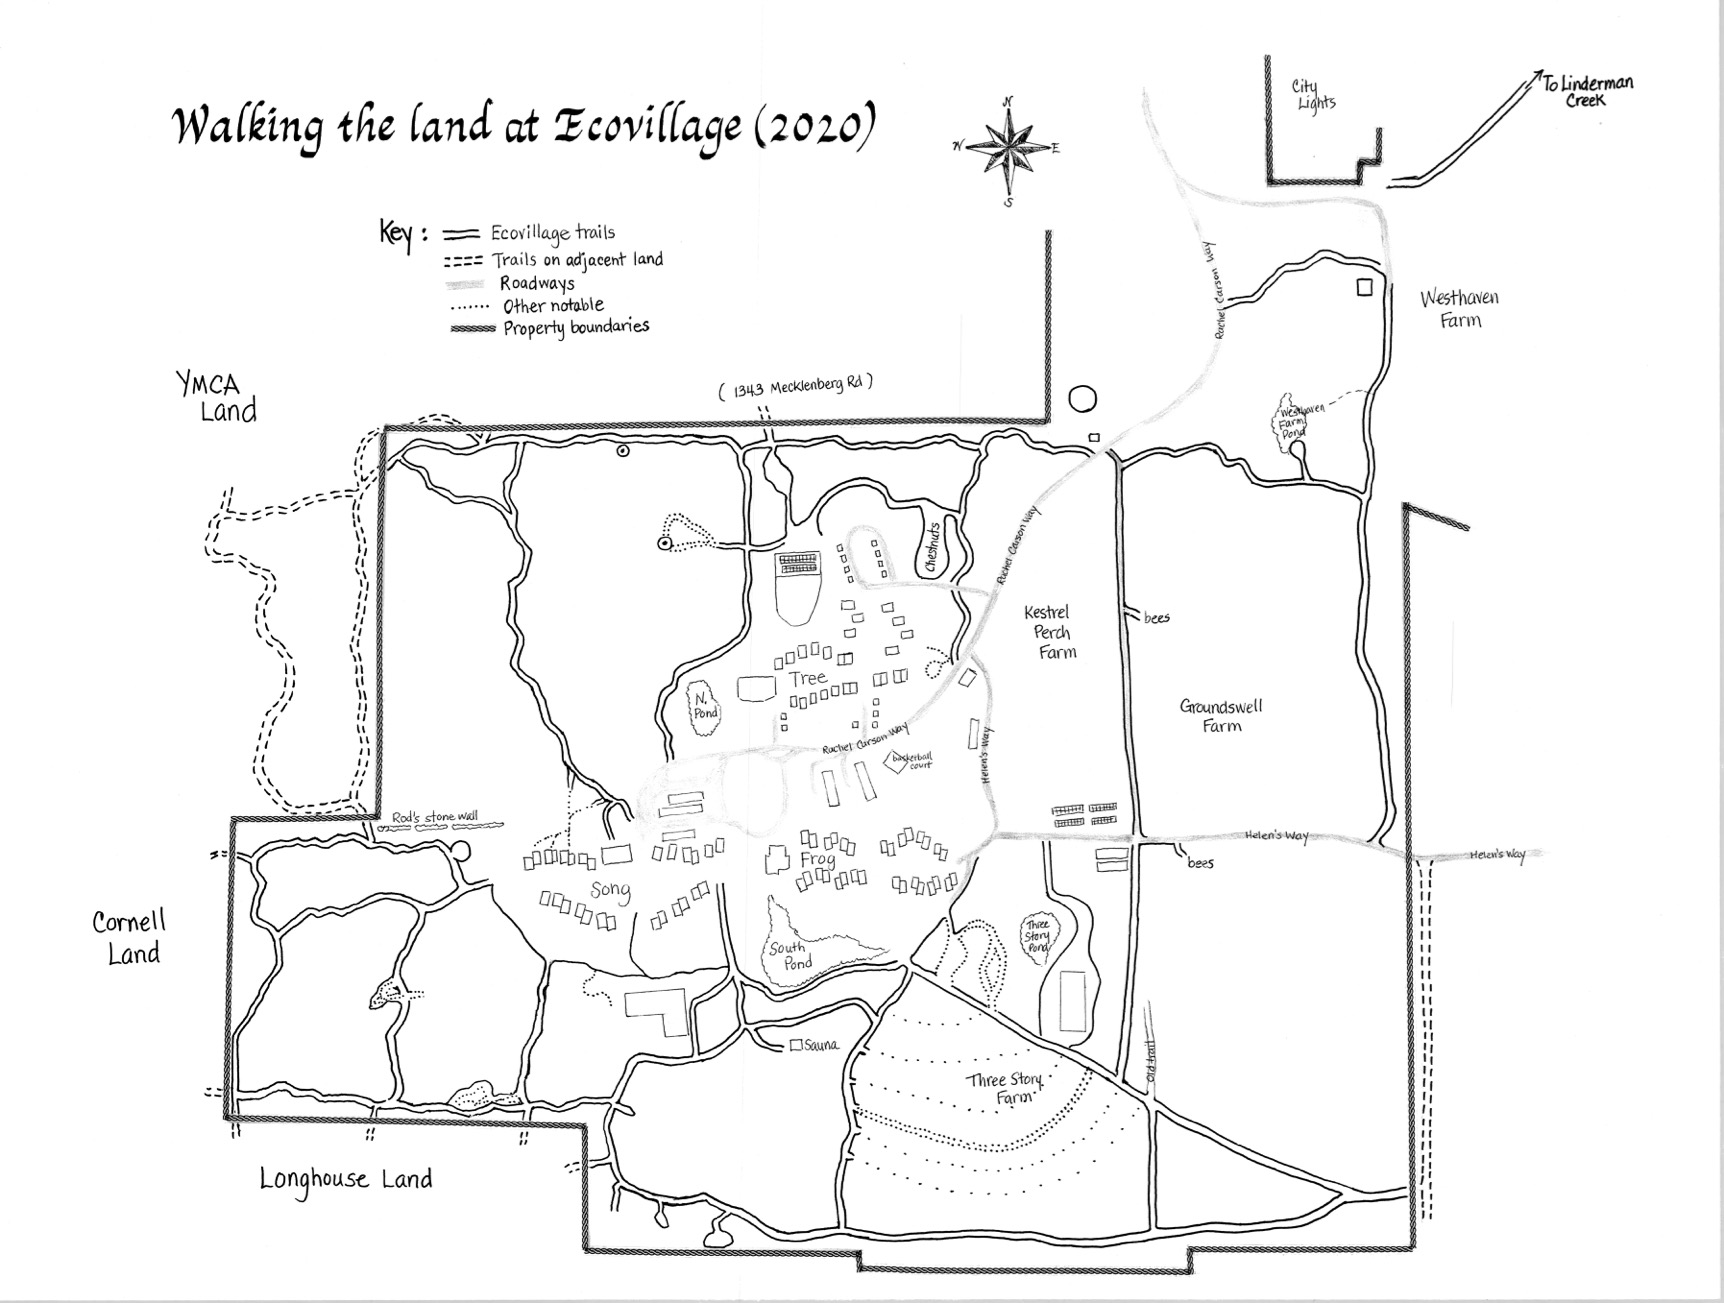 Walking the land at Ecovillage (2020)
N
W
E
S
City
Lights
To Linderman
Creek
Key:
Ecovillage trails
Trails on adjacent land
Roadways
Other notable
Property boundaries
YMCA
Land
( 1343 Mecklenberg Rd )
Rachel Carson Way
Westhaven
Farm
Westhaven
Farm
Pond
Chestnuts
Rachel Carson Way
Kestrel
Perch
Farm
bees
Groundswell
Farm
Tree
N.
Pond
Rachel Carson Way
basketball
court
Helen's Way
Rod's stone wall
Helen's Way
Helen's Way
bees
Frog
Song
Cornell
Land
South
Pond
Three
Story
Pond
Sauna
Old trail
Three Story
Farm
Longhouse Land